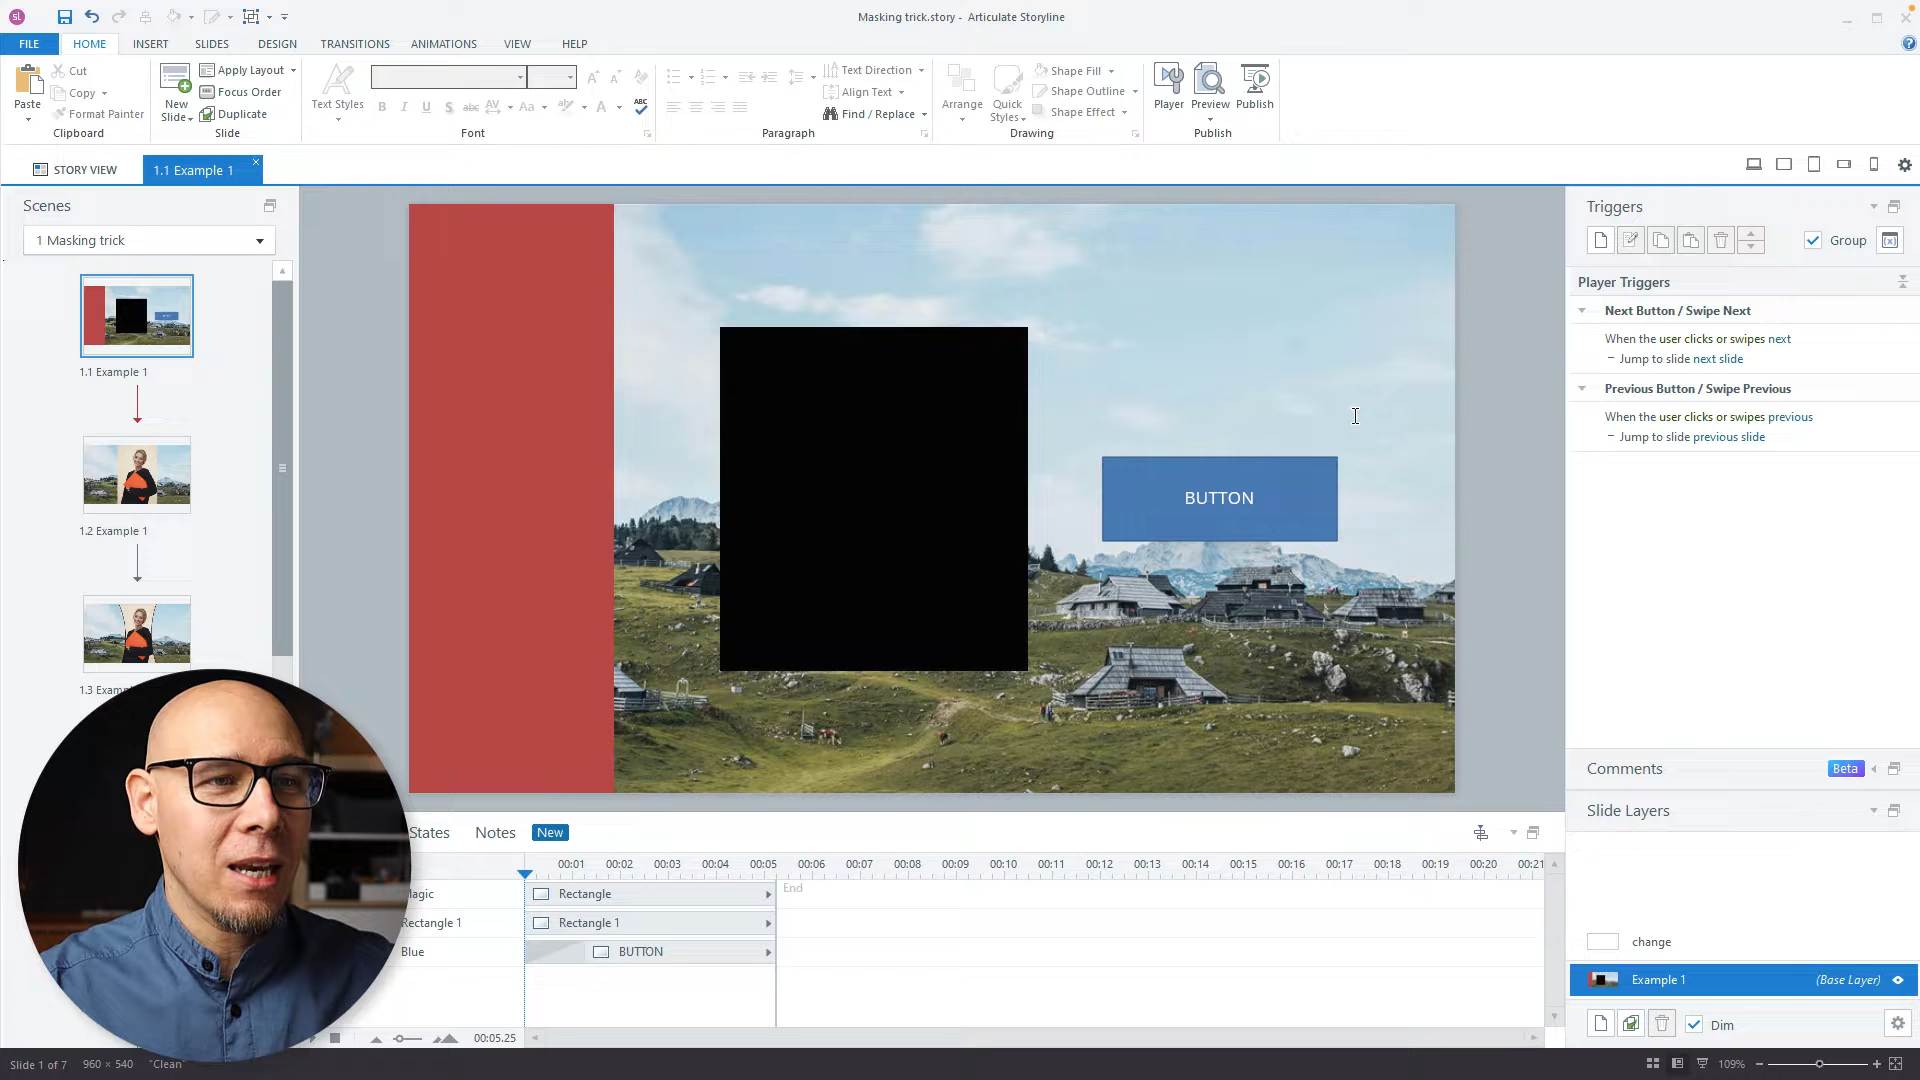 sl
Masking trick.story - Articulate Storyline
FILE HOME INSERT SLIDES DESIGN TRANSITIONS ANIMATIONS VIEW HELP
Paste
Cut
Copy
Format Painter
Clipboard
New
Slide
Apply Layout
Focus Order
Duplicate
Slide
Text Styles
B I U S abc AV Aa A ABC
Font
Text Direction
Align Text
Find / Replace
Paragraph
Arrange
Quick
Styles
Shape Fill
Shape Outline
Shape Effect
Drawing
Player
Preview
Publish
Publish
STORY VIEW
1.1 Example 1
Scenes
1 Masking trick
1.1 Example 1
1.2 Example 1
1.3 Exam
BUTTON
Triggers
Group
Player Triggers
Next Button / Swipe Next
When the user clicks or swipes next
– Jump to slide next slide
Previous Button / Swipe Previous
When the user clicks or swipes previous
– Jump to slide previous slide
Comments Beta
Slide Layers
change
Example 1 (Base Layer)
Dim
States Notes New
00:01 00:02 00:03 00:04 00:05 00:06 00:07 00:08 00:09 00:10 00:11 00:12 00:13 00:14 00:15 00:16 00:17 00:18 00:19 00:20 00:21
Magic Rectangle End
Rectangle 1 Rectangle 1
Blue BUTTON
00:05.25
Slide 1 of 7 960 × 540 "Clean" 109%